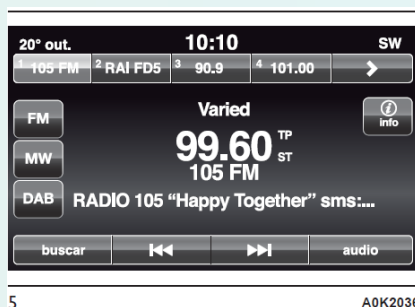 20° out. 10:10 SW
1 105 FM 2 RAI FD5 3 90.9 4 101.00
FM Varied info
99.60 TP
MW ST
105 FM
DAB RADIO 105 “Happy Together” sms:...
buscar audio
5 A0K2036